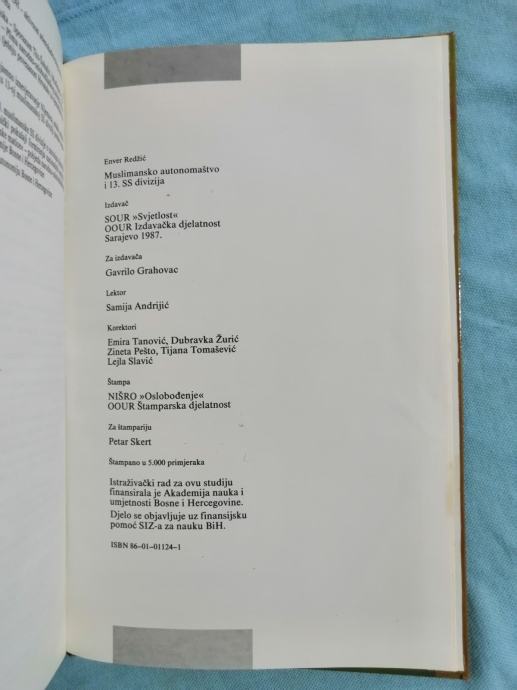 Enver Redžić
Muslimansko autonomaštvo
i 13. SS divizija
Izdavač
SOUR »Svjetlost«
OOUR Izdavačka djelatnost
Sarajevo 1987.
Za izdavača
Gavrilo Grahovac
Lektor
Samija Andrijić
Korektori
Emira Tanović, Dubravka Žurić
Zineta Pešto, Tijana Tomašević
Lejla Slavić
Štampa
NIŠRO »Oslobođenje«
OOUR Štamparska djelatnost
Za štampariju
Petar Skert
Štampano u 5.000 primjeraka
Istraživački rad za ovu studiju
finansirala je Akademija nauka i
umjetnosti Bosne i Hercegovine.
Djelo se objavljuje uz finansijsku
pomoć SIZ-a za nauku BiH.
ISBN 86-01-01124-1